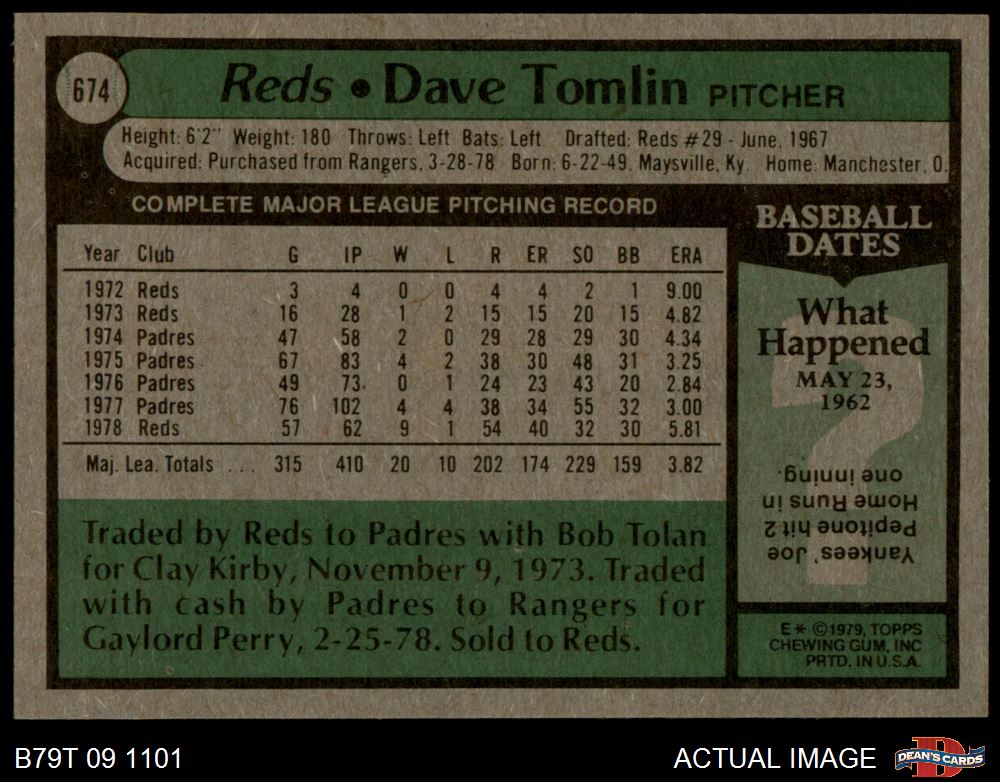 674
Reds • Dave Tomlin PITCHER
Height: 6'2" Weight: 180 Throws: Left Bats: Left Drafted: Reds #29 - June, 1967
Acquired: Purchased from Rangers, 3-28-78 Born: 6-22-49, Maysville, Ky. Home: Manchester, O.
COMPLETE MAJOR LEAGUE PITCHING RECORD
Year Club G IP W L R ER SO BB ERA
1972 Reds 3 4 0 0 4 4 2 1 9.00
1973 Reds 16 28 1 2 15 15 20 15 4.82
1974 Padres 47 58 2 0 29 28 29 30 4.34
1975 Padres 67 83 4 2 38 30 48 31 3.25
1976 Padres 49 73 0 1 24 23 43 20 2.84
1977 Padres 76 102 4 4 38 34 55 32 3.00
1978 Reds 57 62 9 1 54 40 32 30 5.81
Maj. Lea. Totals ... 315 410 20 10 202 174 229 159 3.82
Traded by Reds to Padres with Bob Tolan
for Clay Kirby, November 9, 1973. Traded
with cash by Padres to Rangers for
Gaylord Perry, 2-25-78. Sold to Reds.
BASEBALL
DATES
What
Happened
MAY 23,
1962
Yankees' Joe
Pepitone hit 2
Home Runs in
one inning.
E* ©1979, TOPPS
CHEWING GUM, INC
PRTD. IN U.S.A.
B79T 09 1101
ACTUAL IMAGE
DEAN'S CARDS